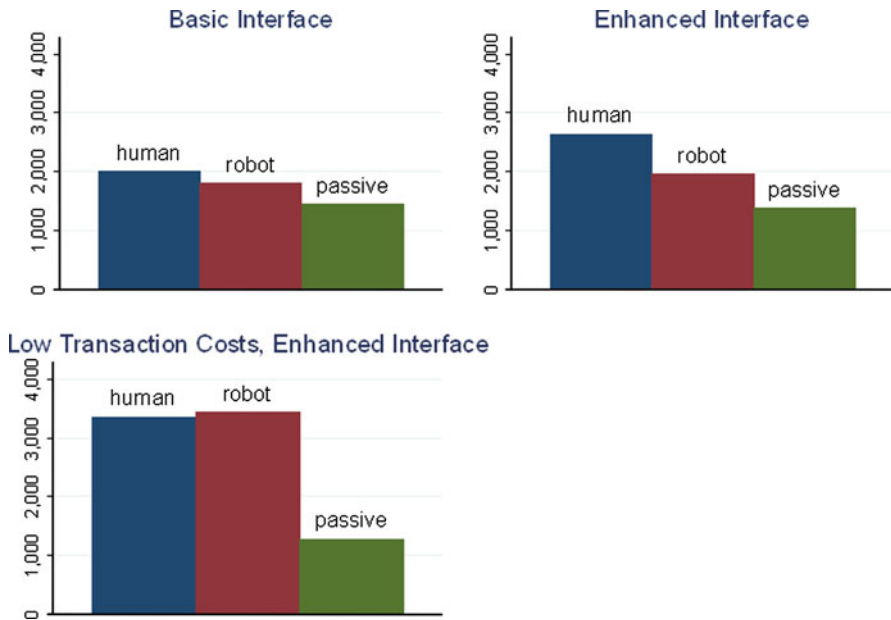 Basic Interface
4,000
3,000
2,000
1,000
0
human
robot
passive
Enhanced Interface
4,000
3,000
2,000
1,000
0
human
robot
passive
Low Transaction Costs, Enhanced Interface
4,000
3,000
2,000
1,000
0
human
robot
passive